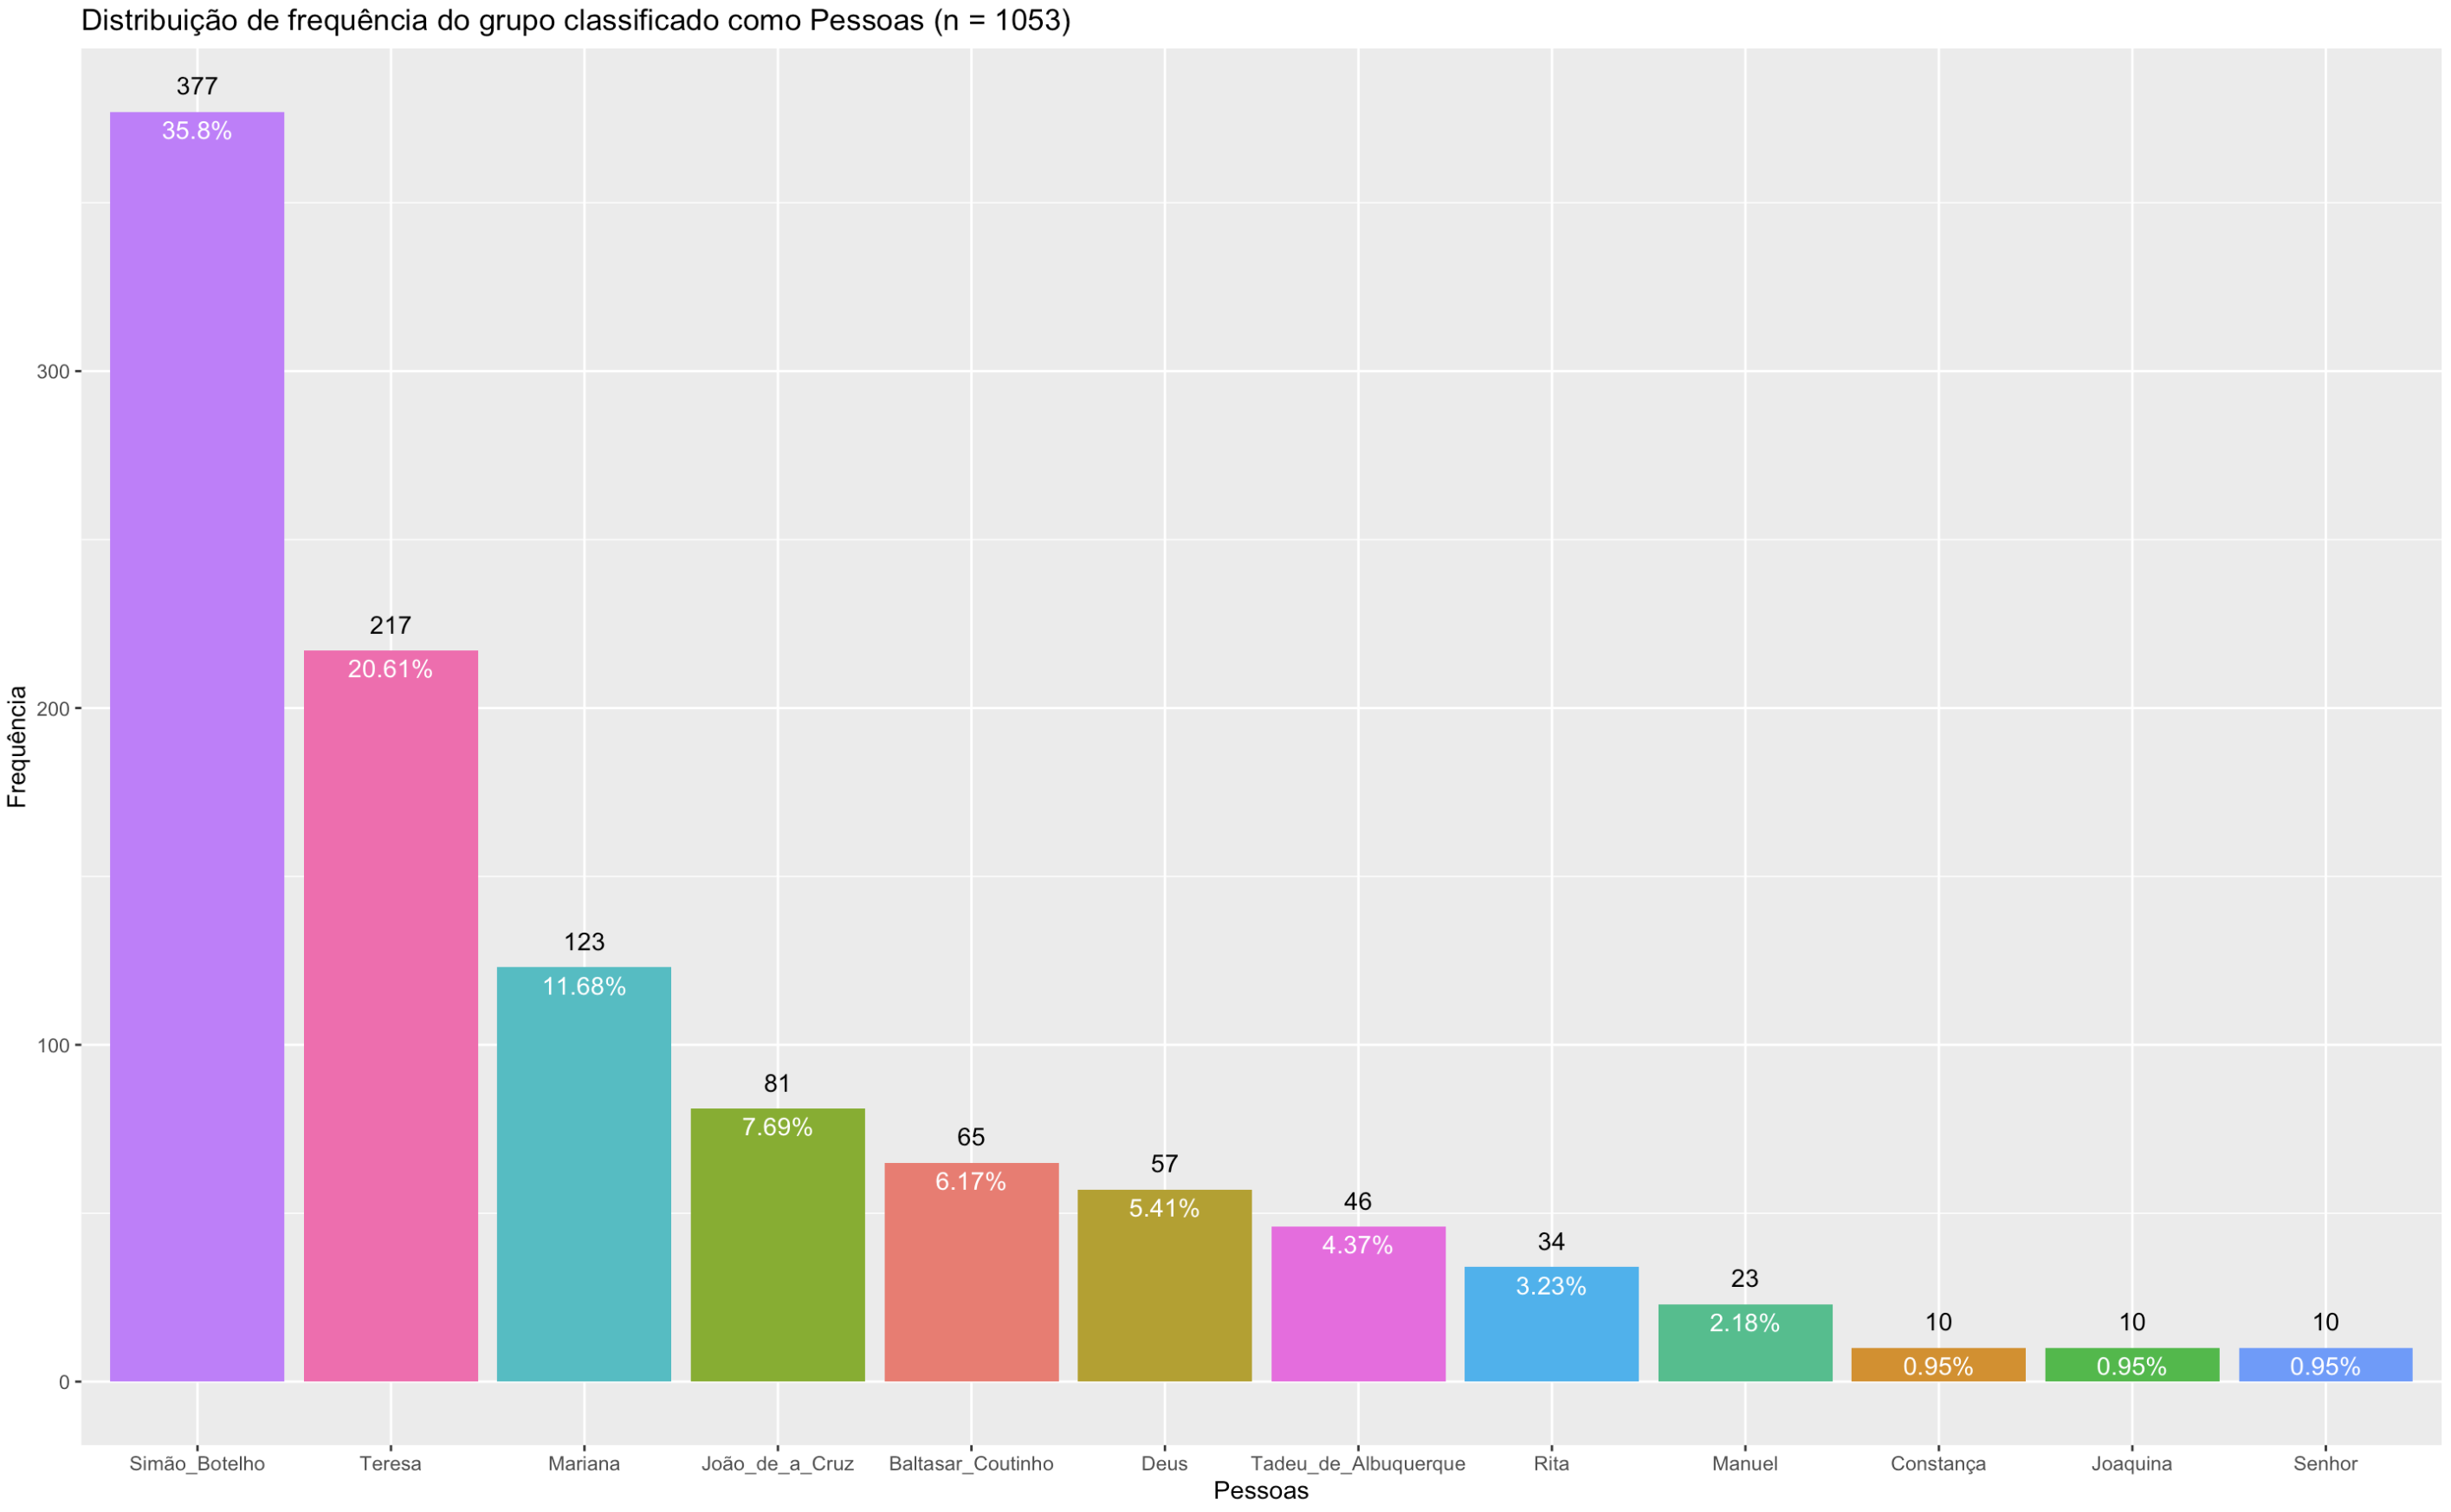 Distribuição de frequência do grupo classificado como Pessoas (n = 1053)
377
35.8%
217
20.61%
123
11.68%
81
7.69%
65
6.17%
57
5.41%
46
4.37%
34
3.23%
23
2.18%
10
0.95%
10
0.95%
10
0.95%
Frequência
300
200
100
0
Simão_Botelho
Teresa
Mariana
João_de_a_Cruz
Baltasar_Coutinho
Deus
Tadeu_de_Albuquerque
Rita
Manuel
Constança
Joaquina
Senhor
Pessoas